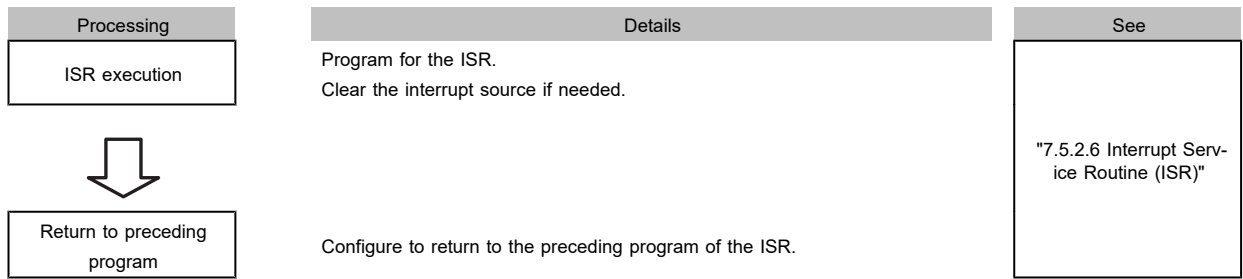 Processing
Details
See
ISR execution
Program for the ISR.
Clear the interrupt source if needed.
"7.5.2.6 Interrupt Serv-
ice Routine (ISR)"
Return to preceding
program
Configure to return to the preceding program of the ISR.